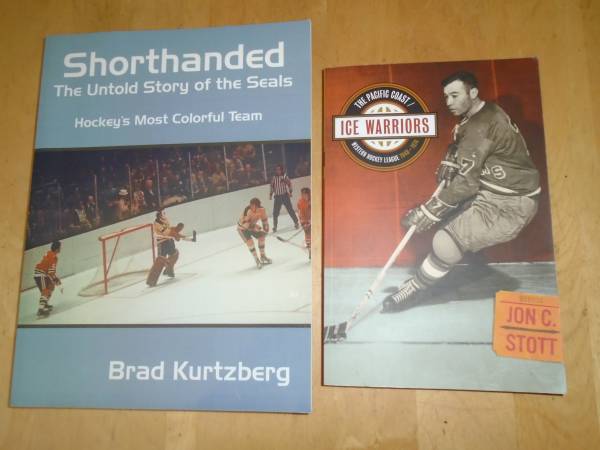 Shorthanded
The Untold Story of the Seals
Hockey's Most Colorful Team
Brad Kurtzberg
THE PACIFIC COAST /
ICE WARRIORS
WESTERN HOCKEY LEAGUE
JON C.
STOTT